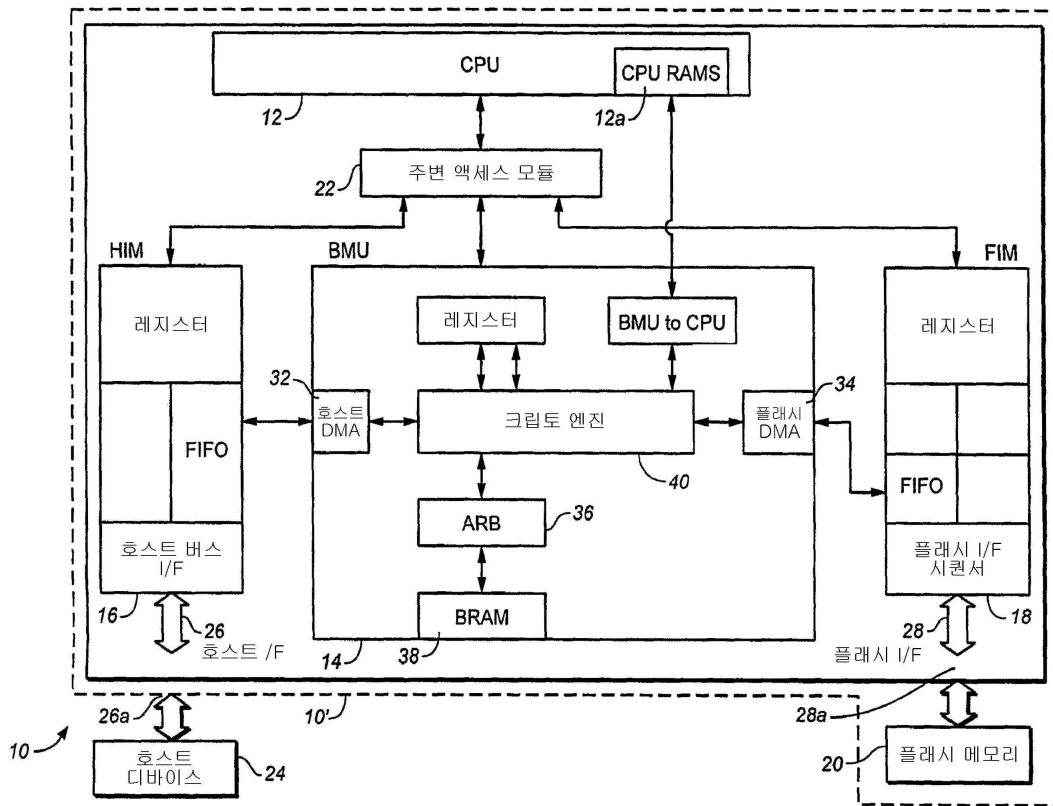 CPU
CPU RAMS
12
12a
22
주변 액세스 모듈
HIM
BMU
FIM
레지스터
레지스터
BMU to CPU
레지스터
32
호스트
DMA
크립토 엔진
34
플래시
DMA
FIFO
40
FIFO
ARB
36
호스트 버스
I/F
플래시 I/F
시퀀서
16
26
BRAM
18
28
호스트 /F
14
38
플래시 I/F
26a
10'
28a
10
호스트
디바이스
24
20
플래시 메모리